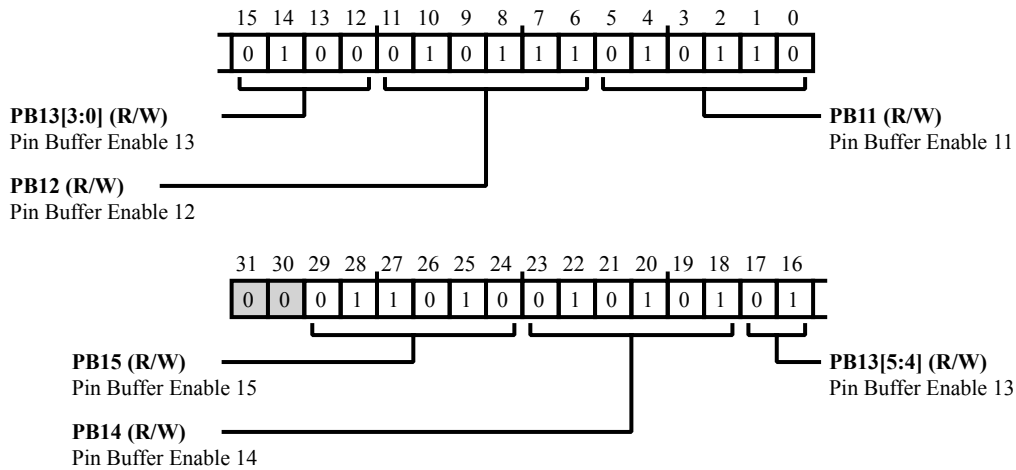 15 14 13 12 11 10 9 8 7 6 5 4 3 2 1 0
0 1 0 0 0 1 0 1 1 1 0 1 0 1 1 0
PB13[3:0] (R/W)
Pin Buffer Enable 13
PB11 (R/W)
Pin Buffer Enable 11
PB12 (R/W)
Pin Buffer Enable 12
31 30 29 28 27 26 25 24 23 22 21 20 19 18 17 16
0 0 0 1 1 0 1 0 0 1 0 1 0 1 0 1
PB15 (R/W)
Pin Buffer Enable 15
PB13[5:4] (R/W)
Pin Buffer Enable 13
PB14 (R/W)
Pin Buffer Enable 14